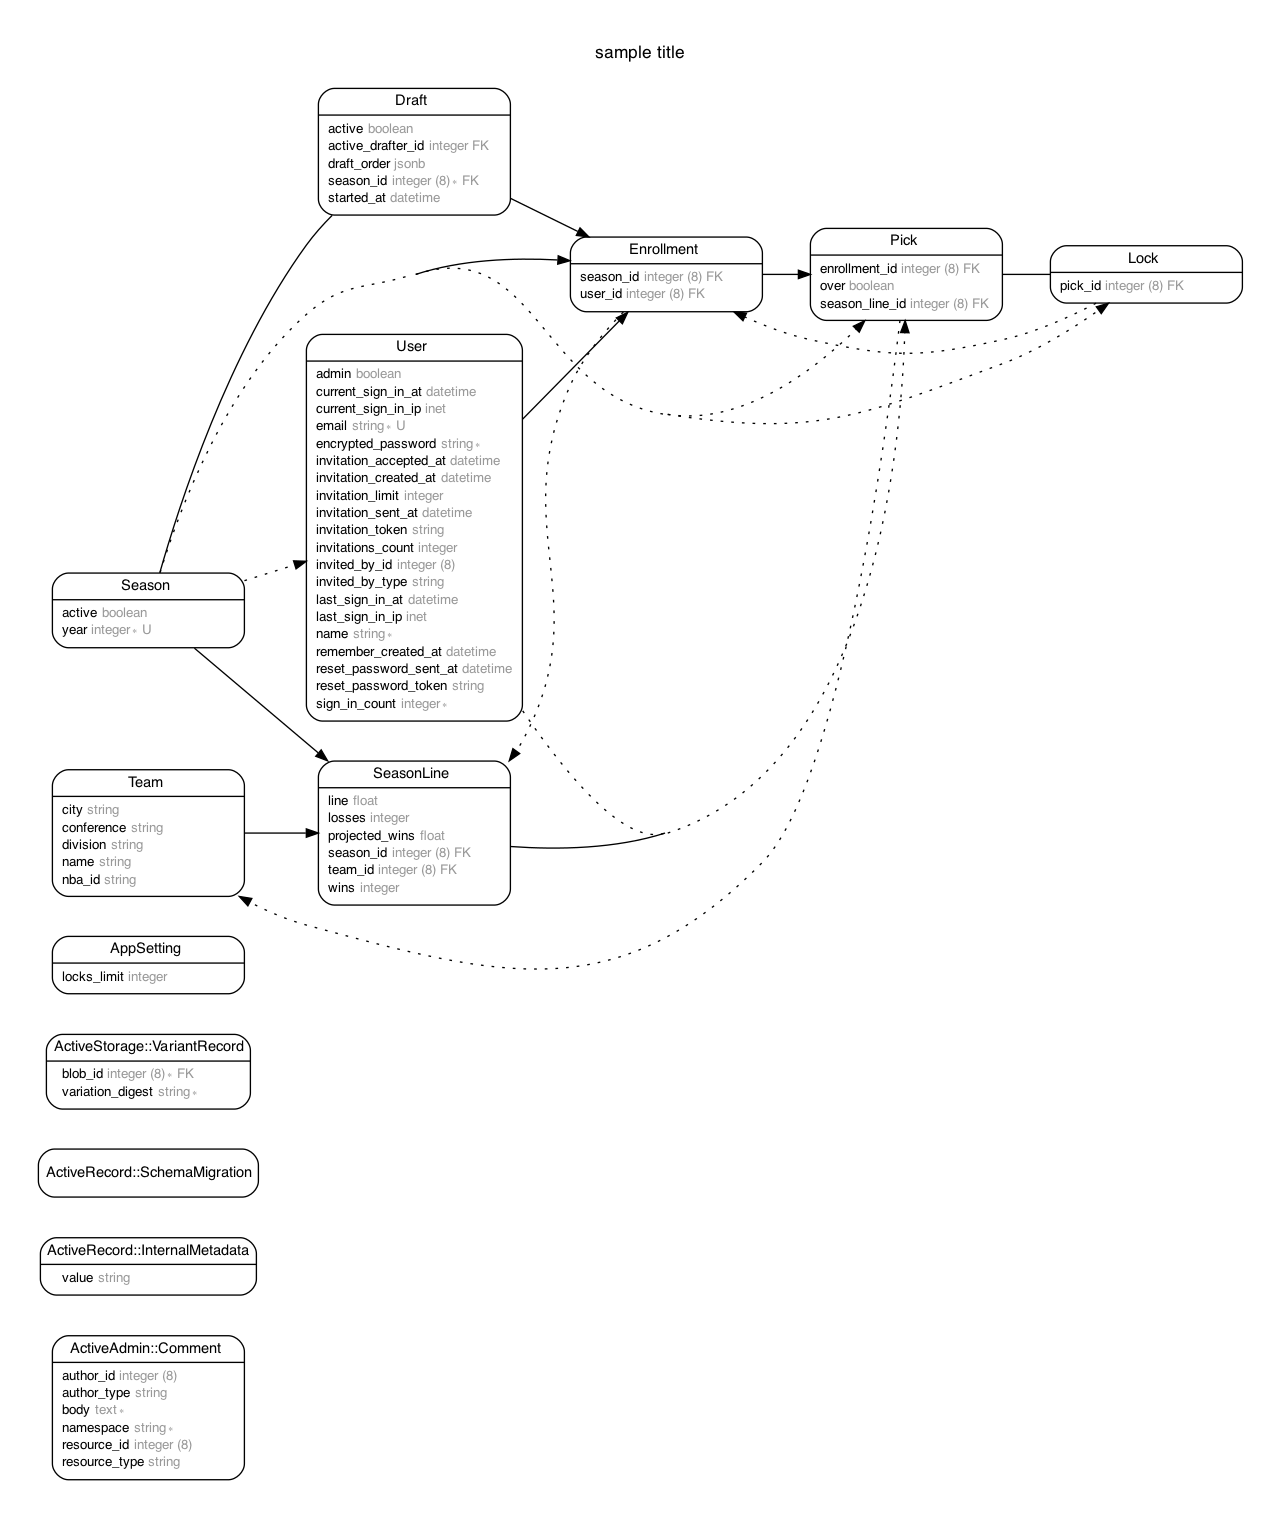 sample title
Draft
active boolean
active_drafter_id integer FK
draft_order jsonb
season_id integer (8) * FK
started_at datetime
Enrollment
season_id integer (8) FK
user_id integer (8) FK
Pick
enrollment_id integer (8) FK
over boolean
season_line_id integer (8) FK
Lock
pick_id integer (8) FK
User
admin boolean
current_sign_in_at datetime
current_sign_in_ip inet
email string * U
encrypted_password string *
invitation_accepted_at datetime
invitation_created_at datetime
invitation_limit integer
invitation_sent_at datetime
invitation_token string
invitations_count integer
invited_by_id integer (8)
invited_by_type string
last_sign_in_at datetime
last_sign_in_ip inet
name string *
remember_created_at datetime
reset_password_sent_at datetime
reset_password_token string
sign_in_count integer *
Season
active boolean
year integer * U
Team
city string
conference string
division string
name string
nba_id string
SeasonLine
line float
losses integer
projected_wins float
season_id integer (8) FK
team_id integer (8) FK
wins integer
AppSetting
locks_limit integer
ActiveStorage::VariantRecord
blob_id integer (8) * FK
variation_digest string *
ActiveRecord::SchemaMigration
ActiveRecord::InternalMetadata
value string
ActiveAdmin::Comment
author_id integer (8)
author_type string
body text *
namespace string *
resource_id integer (8)
resource_type string